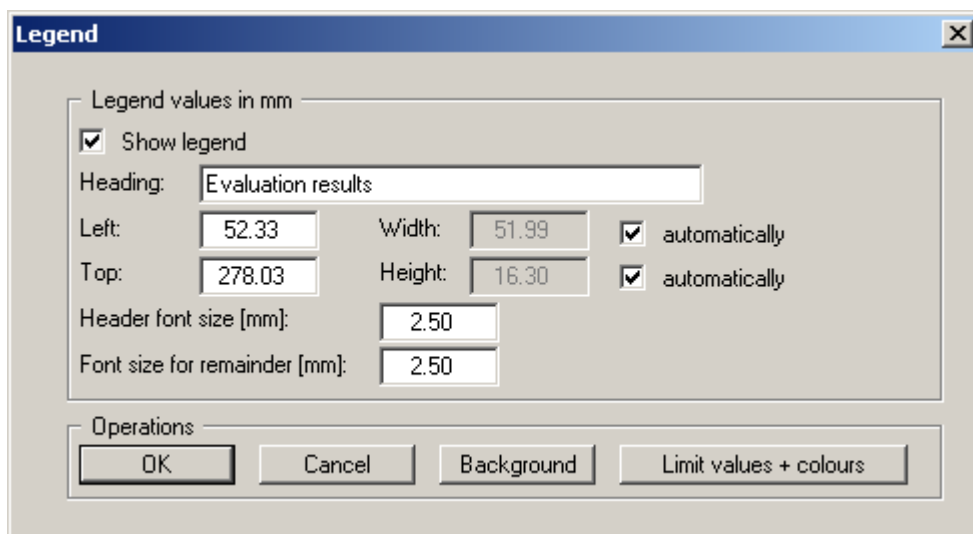 Legend
Legend values in mm
Show legend
Heading: Evaluation results
Left: 52.33 Width: 51.99 automatically
Top: 278.03 Height: 16.30 automatically
Header font size [mm]: 2.50
Font size for remainder [mm]: 2.50
Operations
OK Cancel Background Limit values + colours